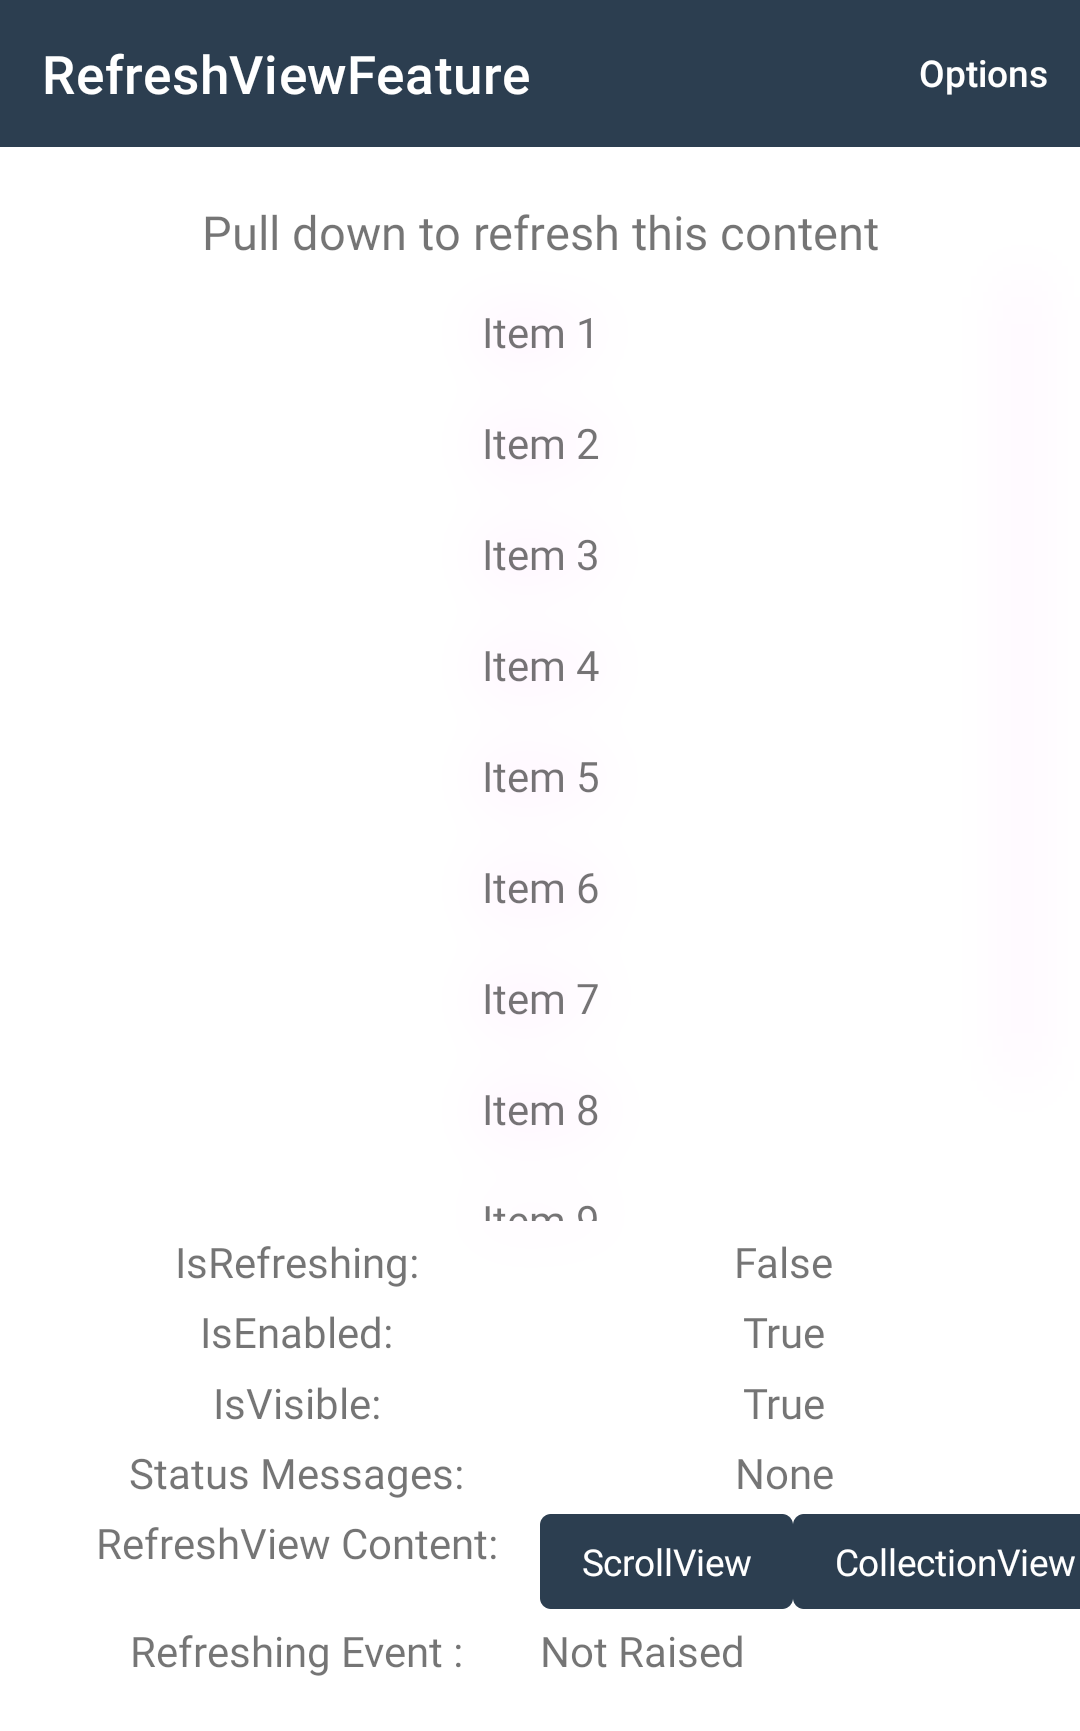 RefreshViewFeature Options
Pull down to refresh this content
Item 1
Item 2
Item 3
Item 4
Item 5
Item 6
Item 7
Item 8
Item 9
IsRefreshing: False
IsEnabled: True
IsVisible: True
Status Messages: None
RefreshView Content: ScrollView CollectionView
Refreshing Event : Not Raised